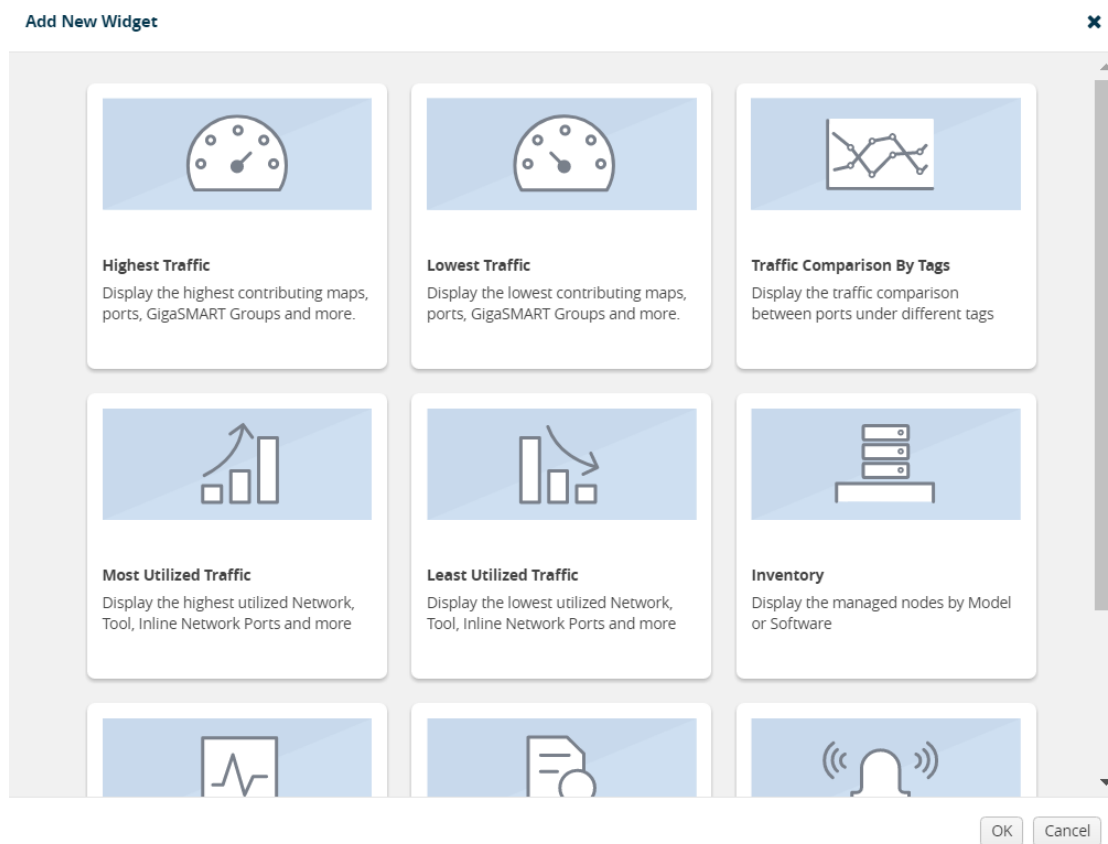 Add New Widget
Highest Traffic
Display the highest contributing maps,
ports, GigaSMART Groups and more.
Lowest Traffic
Display the lowest contributing maps,
ports, GigaSMART Groups and more.
Traffic Comparison By Tags
Display the traffic comparison
between ports under different tags
Most Utilized Traffic
Display the highest utilized Network,
Tool, Inline Network Ports and more
Least Utilized Traffic
Display the lowest utilized Network,
Tool, Inline Network Ports and more
Inventory
Display the managed nodes by Model
or Software
OK
Cancel